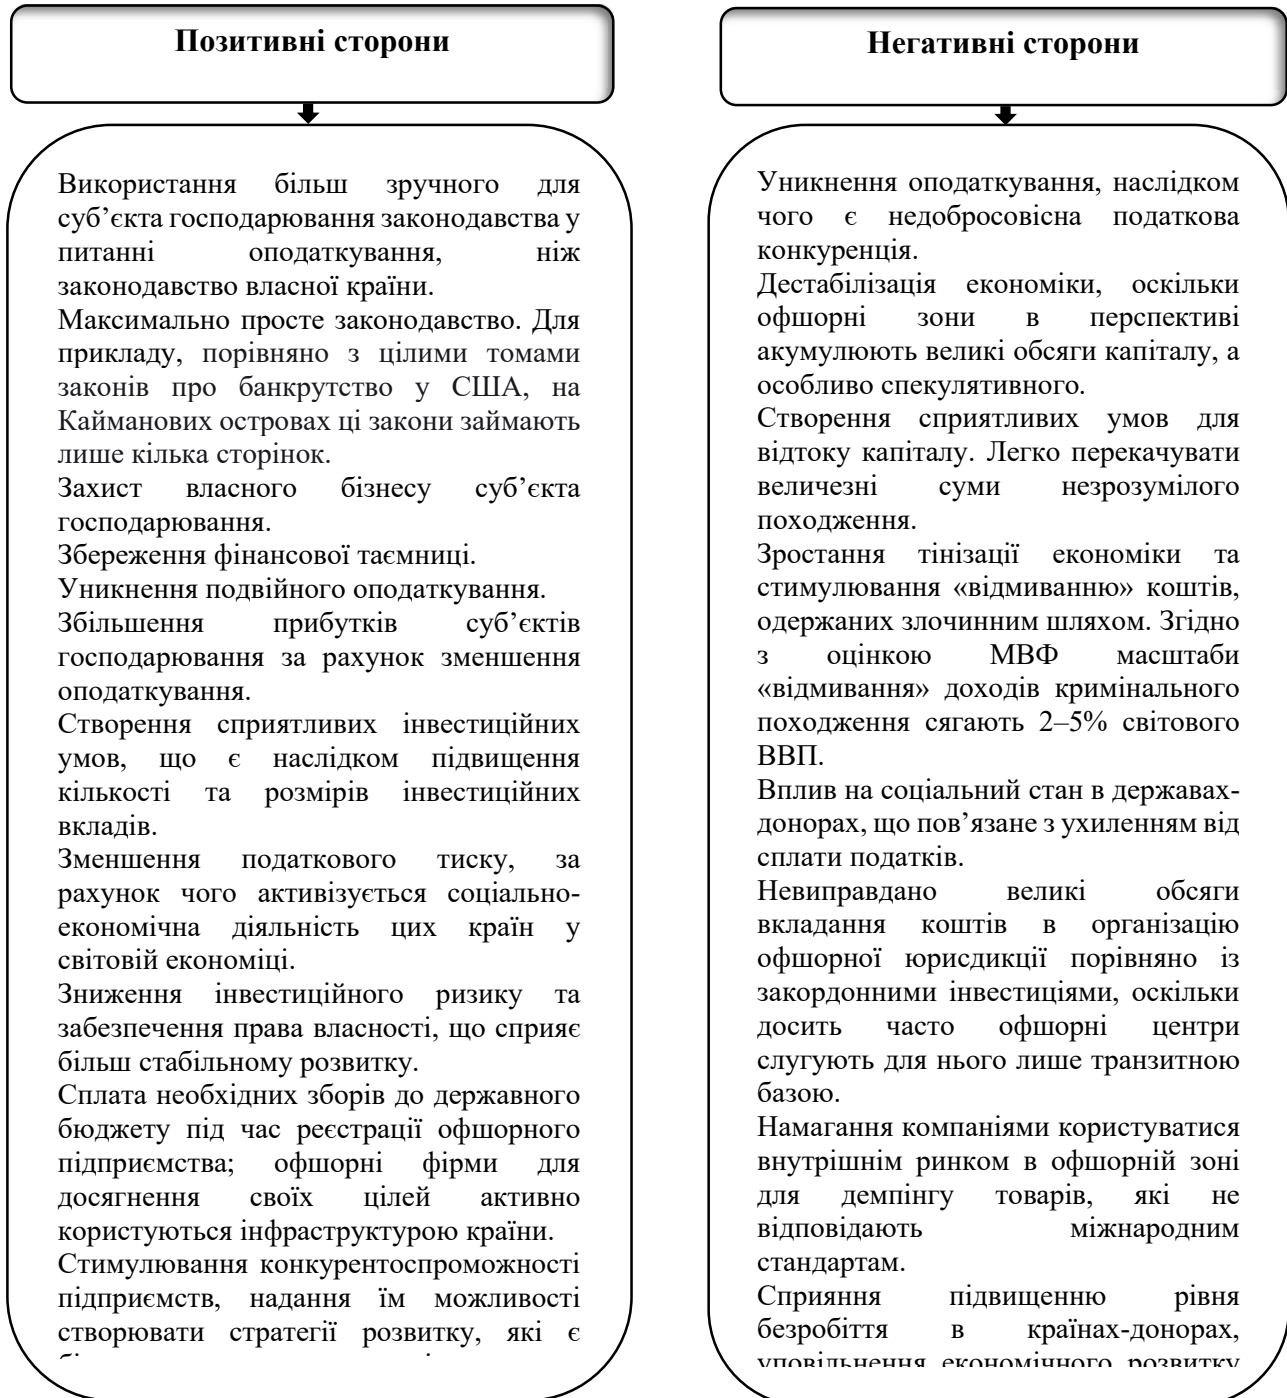 Позитивні сторони
Використання більш зручного для
суб’єкта господарювання законодавства у
питанні оподаткування, ніж
законодавство власної країни.
Максимально просте законодавство. Для
прикладу, порівняно з цілими томами
законів про банкрутство у США, на
Кайманових островах ці закони займають
лише кілька сторінок.
Захист власного бізнесу суб’єкта
господарювання.
Збереження фінансової таємниці.
Уникнення подвійного оподаткування.
Збільшення прибутків суб’єктів
господарювання за рахунок зменшення
оподаткування.
Створення сприятливих інвестиційних
умов, що є наслідком підвищення
кількості та розмірів інвестиційних
вкладів.
Зменшення податкового тиску, за
рахунок чого активізується соціально-
економічна діяльність цих країн у
світовій економіці.
Зниження інвестиційного ризику та
забезпечення права власності, що сприяє
більш стабільному розвитку.
Сплата необхідних зборів до державного
бюджету під час реєстрації офшорного
підприємства; офшорні фірми для
досягнення своїх цілей активно
користуються інфраструктурою країни.
Стимулювання конкурентоспроможності
підприємств, надання їм можливості
створювати стратегії розвитку, які є
Негативні сторони
Уникнення оподаткування, наслідком
чого є недобросовісна податкова
конкуренція.
Дестабілізація економіки, оскільки
офшорні зони в перспективі
акумулюють великі обсяги капіталу, а
особливо спекулятивного.
Створення сприятливих умов для
відтоку капіталу. Легко перекачувати
величезні суми незрозумілого
походження.
Зростання тінізації економіки та
стимулювання «відмиванню» коштів,
одержаних злочинним шляхом. Згідно
з оцінкою МВФ масштаби
«відмивання» доходів кримінального
походження сягають 2–5% світового
ВВП.
Вплив на соціальний стан в державах-
донорах, що пов’язане з ухиленням від
сплати податків.
Невиправдано великі обсяги
вкладання коштів в організацію
офшорної юрисдикції порівняно із
закордонними інвестиціями, оскільки
досить часто офшорні центри
слугують для нього лише транзитною
базою.
Намагання компаніями користуватися
внутрішнім ринком в офшорній зоні
для демпінгу товарів, які не
відповідають міжнародним
стандартам.
Сприяння підвищенню рівня
безробіття в країнах-донорах,
уповільнення економічного розвитку